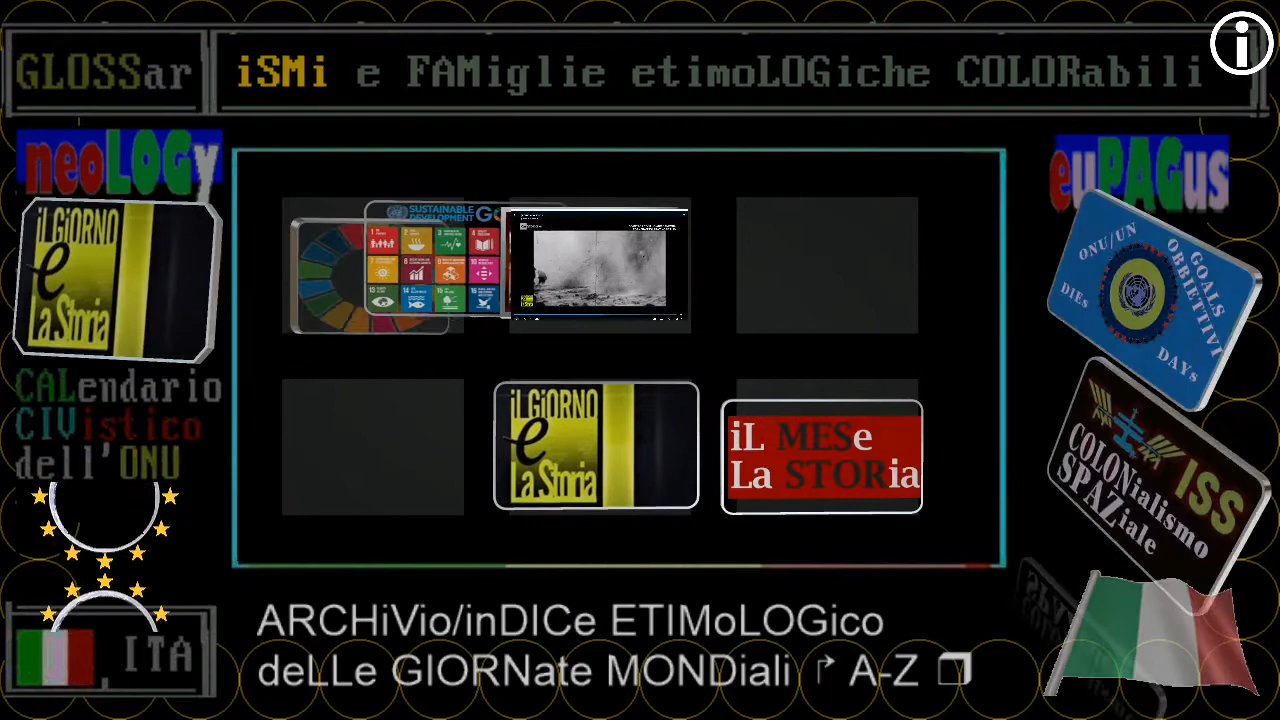 GLOSSar
iSMi e FAMiglie etimoLOGiche COLORabili
neoLOGy
euPAGus
iL GiORNO
e
La Storia
CALendario
CIVistico
dell'ONU
SUSTAINABLE
DEVELOPMENT GO
iL GiORNO
e
La Storia
iL MESe
La STORia
ONU/UN
GOALS
OBBIETTIVI
DIEs
DAYs
ISS
COLONialismo
SPAZiale
ITA
ARCHiVio/inDICe ETIMoLOGico
deLLe GIORNate MONDiali ↱ A-Z ❒